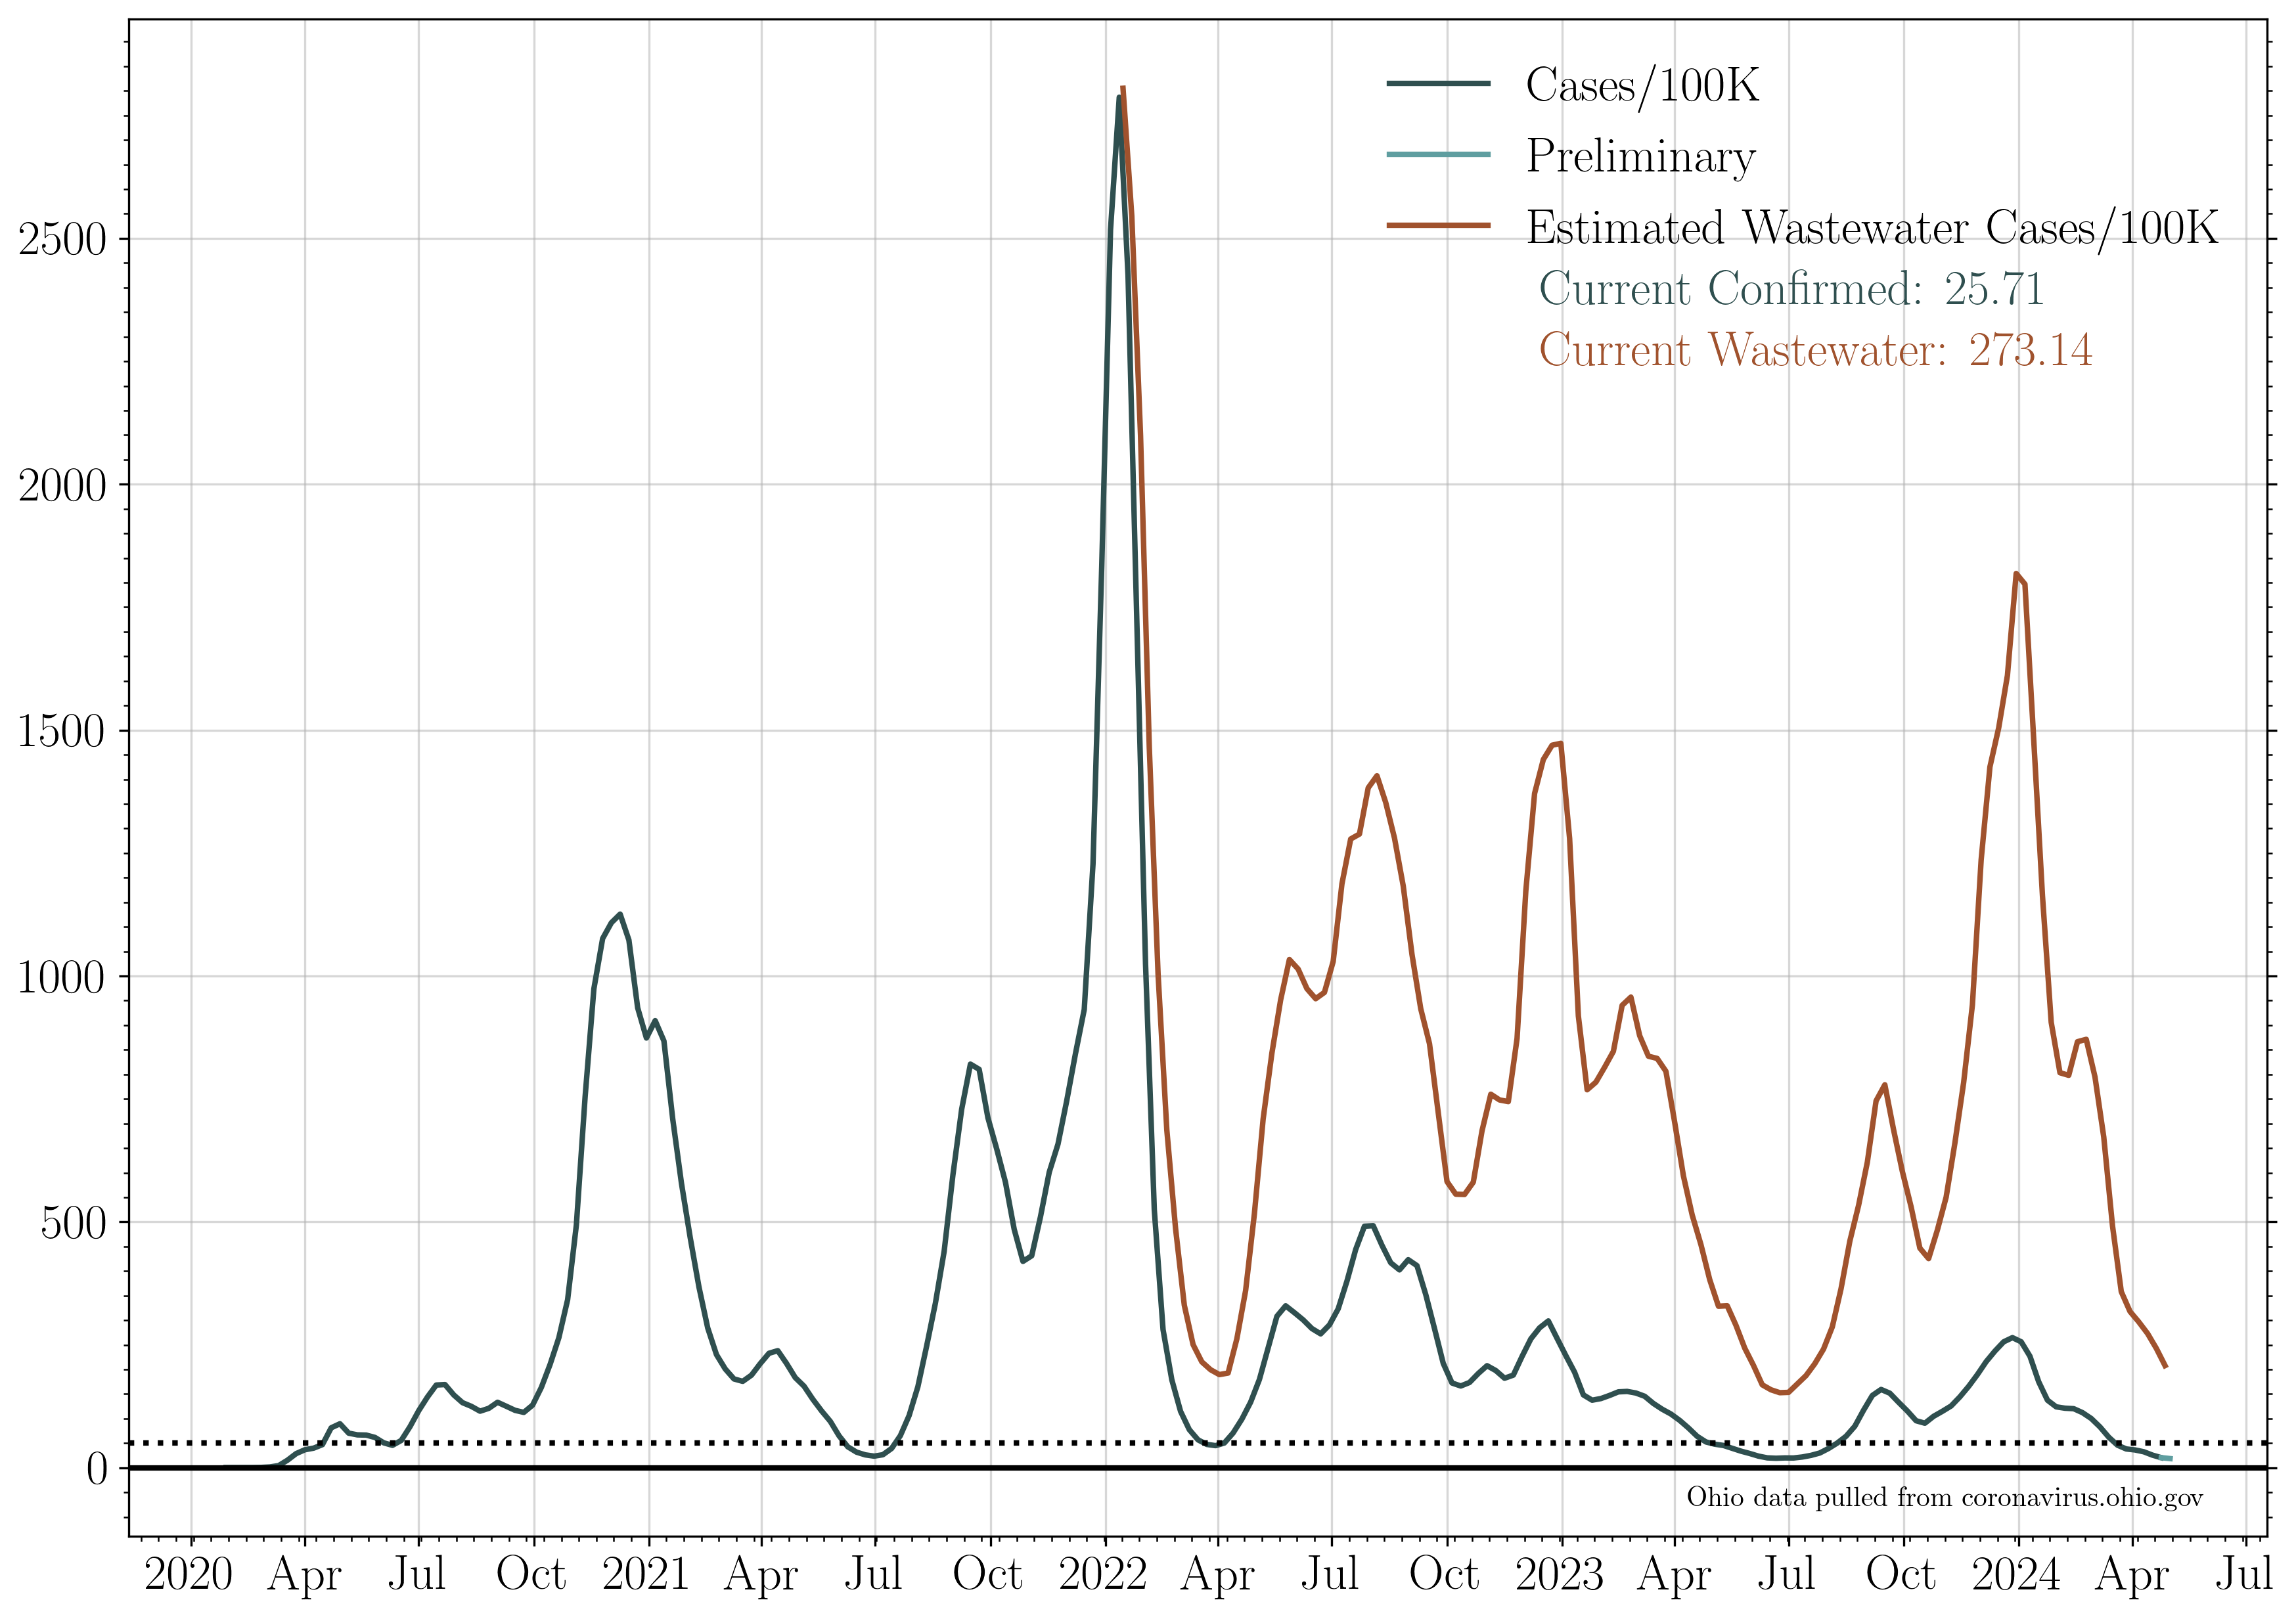 Cases/100K
Preliminary
Estimated Wastewater Cases/100K
Current Confirmed: 25.71
Current Wastewater: 273.14
2500
2000
1500
1000
500
0
Ohio data pulled from coronavirus.ohio.gov
2020 Apr Jul Oct 2021 Apr Jul Oct 2022 Apr Jul Oct 2023 Apr Jul Oct 2024 Apr Jul